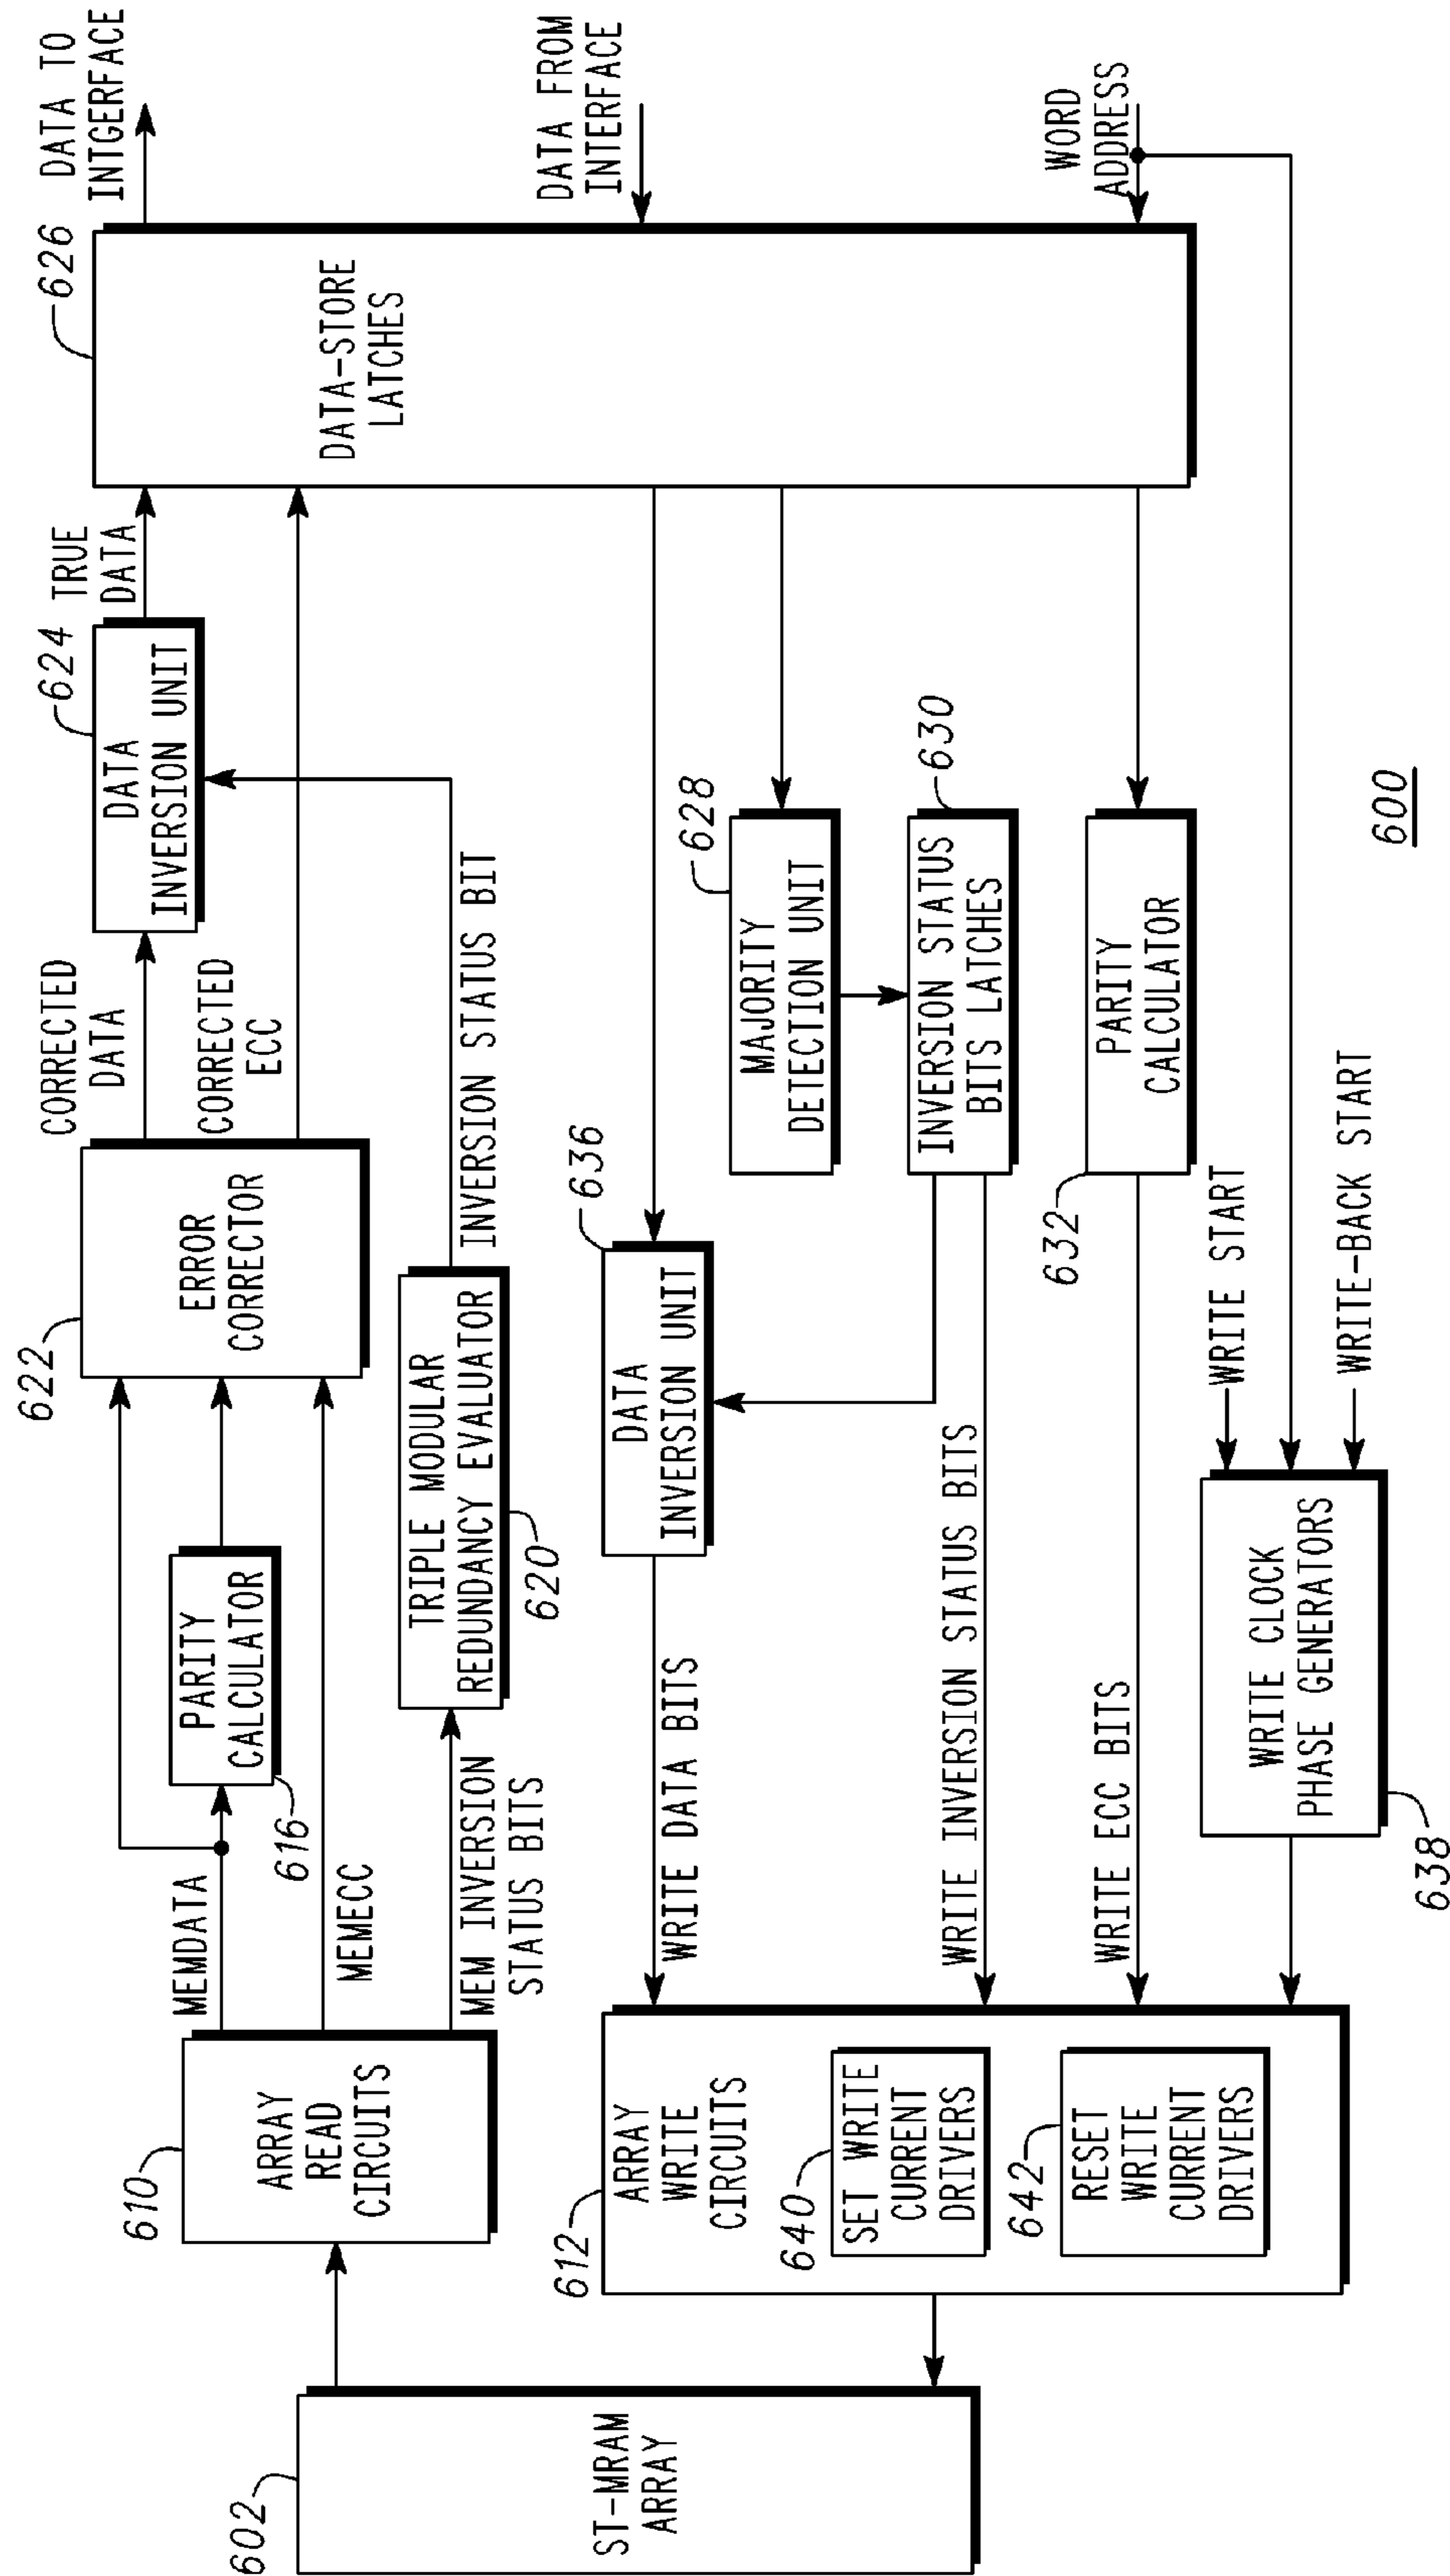 602
ST-MRAM
ARRAY
610
ARRAY
READ
CIRCUITS
MEMDATA
616
PARITY
CALCULATOR
MEMECC
MEM INVERSION
STATUS BITS
622
ERROR
CORRECTOR
TRIPLE MODULAR
REDUNDANCY EVALUATOR
620
INVERSION STATUS BIT
CORRECTED
DATA
CORRECTED
ECC
624
DATA
INVERSION UNIT
TRUE
DATA
626
DATA-STORE
LATCHES
DATA TO
INTGERFACE
DATA FROM
INTERFACE
WORD
ADDRESS
612
ARRAY
WRITE
CIRCUITS
640
SET WRITE
CURRENT
DRIVERS
642
RESET
WRITE
CURRENT
DRIVERS
WRITE DATA BITS
WRITE INVERSION STATUS BITS
WRITE ECC BITS
636
DATA
INVERSION UNIT
628
MAJORITY
DETECTION UNIT
630
INVERSION STATUS
BITS LATCHES
632
PARITY
CALCULATOR
WRITE START
WRITE-BACK START
WRITE CLOCK
PHASE GENERATORS
638
600